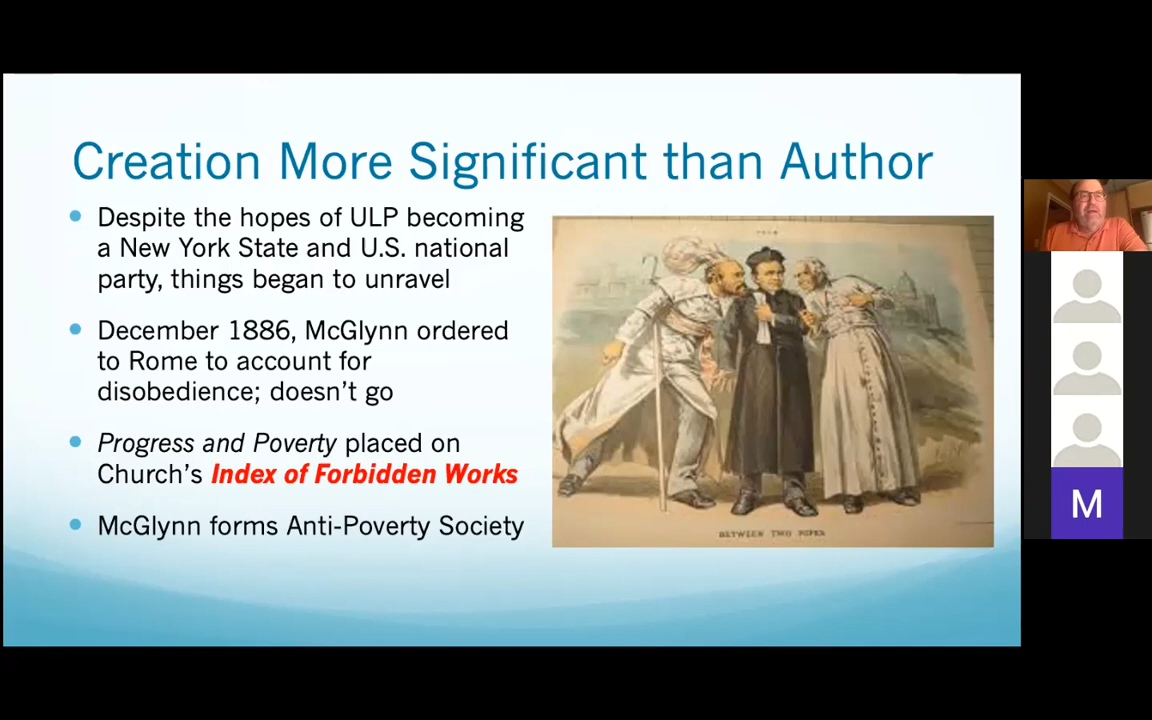 Creation More Significant than Author
Despite the hopes of ULP becoming
a New York State and U.S. national
party, things began to unravel
December 1886, McGlynn ordered
to Rome to account for
disobedience; doesn't go
Progress and Poverty placed on
Church's Index of Forbidden Works
McGlynn forms Anti-Poverty Society
PUCK
BETWEEN TWO POPES
M